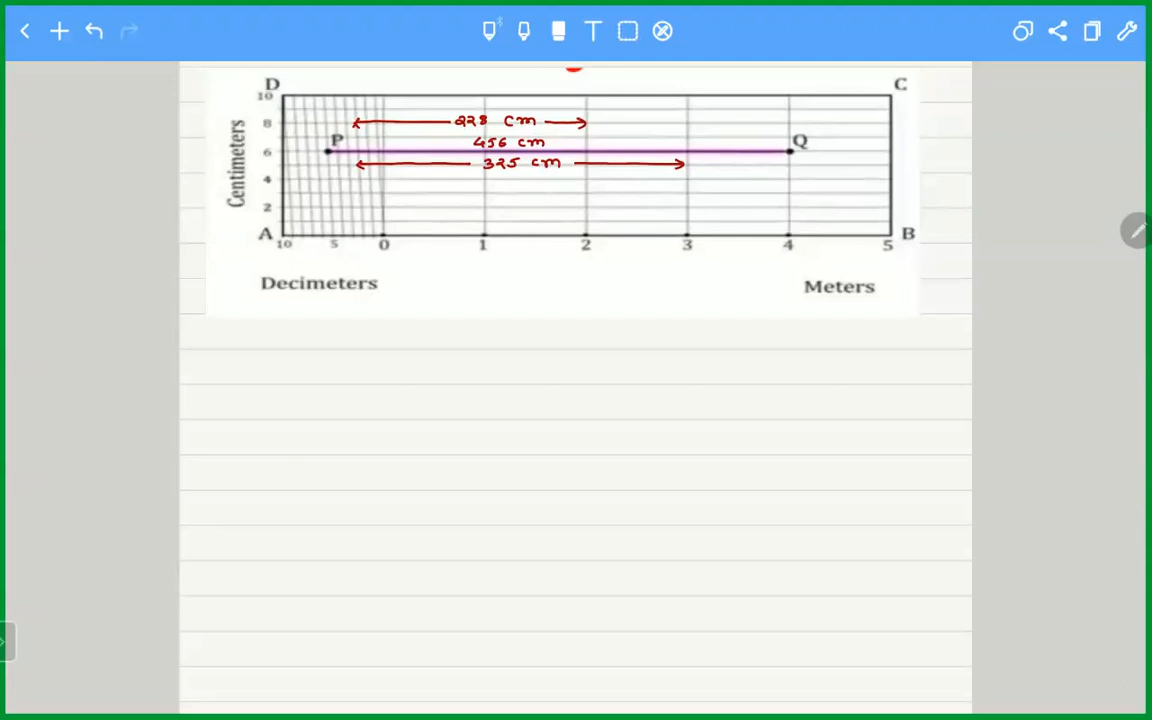 D C
10
8 228 cm
P 456 cm Q
6
325 cm
4
2
Centimeters
A B
10 5 0 1 2 3 4 5
Decimeters Meters